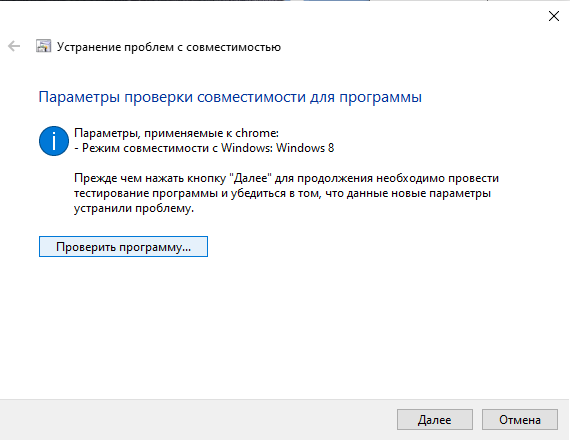 Устранение проблем с совместимостью
Параметры проверки совместимости для программы
Параметры, применяемые к chrome:
- Режим совместимости с Windows: Windows 8
Прежде чем нажать кнопку "Далее" для продолжения необходимо провести
тестирование программы и убедиться в том, что данные новые параметры
устранили проблему.
Проверить программу...
Далее
Отмена